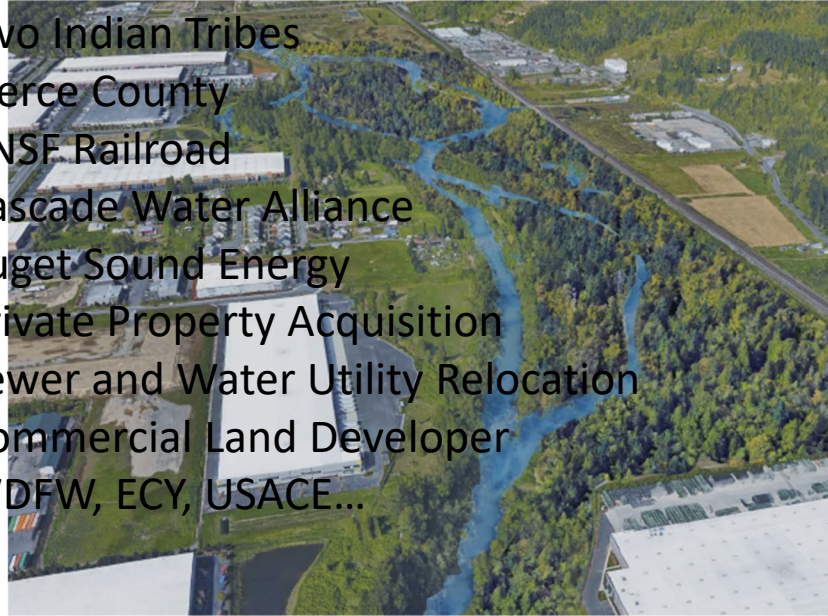 wo Indian Tribes
erce County
NSF Railroad
ascade Water Alliance
uget Sound Energy
ivate Property Acquisition
ewer and Water Utility Relocation
ommercial Land Developer
DFW, ECY, USACE…